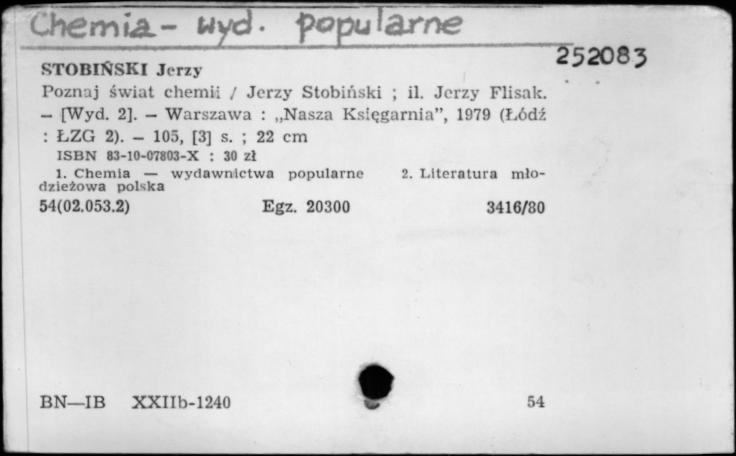 Chemia - wyd. popularne
252083
STOBIŃSKI Jerzy
Poznaj świat chemii / Jerzy Stobiński ; il. Jerzy Flisak.
— [Wyd. 2]. — Warszawa : „Nasza Księgarnia”, 1979 (Łódź
: ŁZG 2). — 105, [3] s. ; 22 cm
ISBN 83-10-07803-X : 30 zł
1. Chemia — wydawnictwa popularne 2. Literatura mło-
dzieżowa polska
54(02.053.2) Egz. 20300 3416/80
BN—IB XXIIb-1240 54